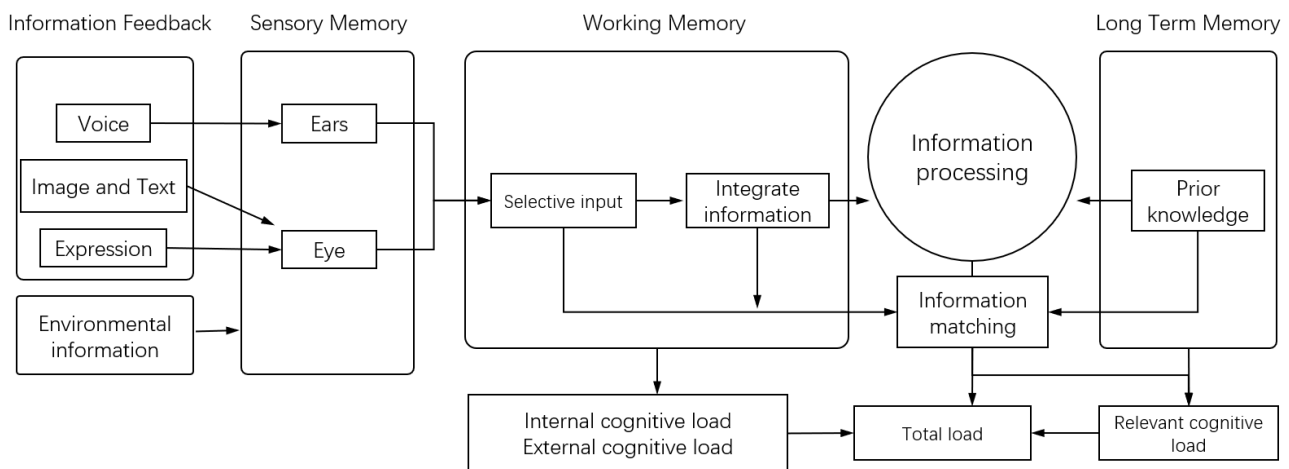 Information Feedback
Sensory Memory
Working Memory
Long Term Memory
Voice
Image and Text
Expression
Environmental
information
Ears
Eye
Selective input
Integrate
information
Information
processing
Prior
knowledge
Information
matching
Internal cognitive load
External cognitive load
Total load
Relevant cognitive
load